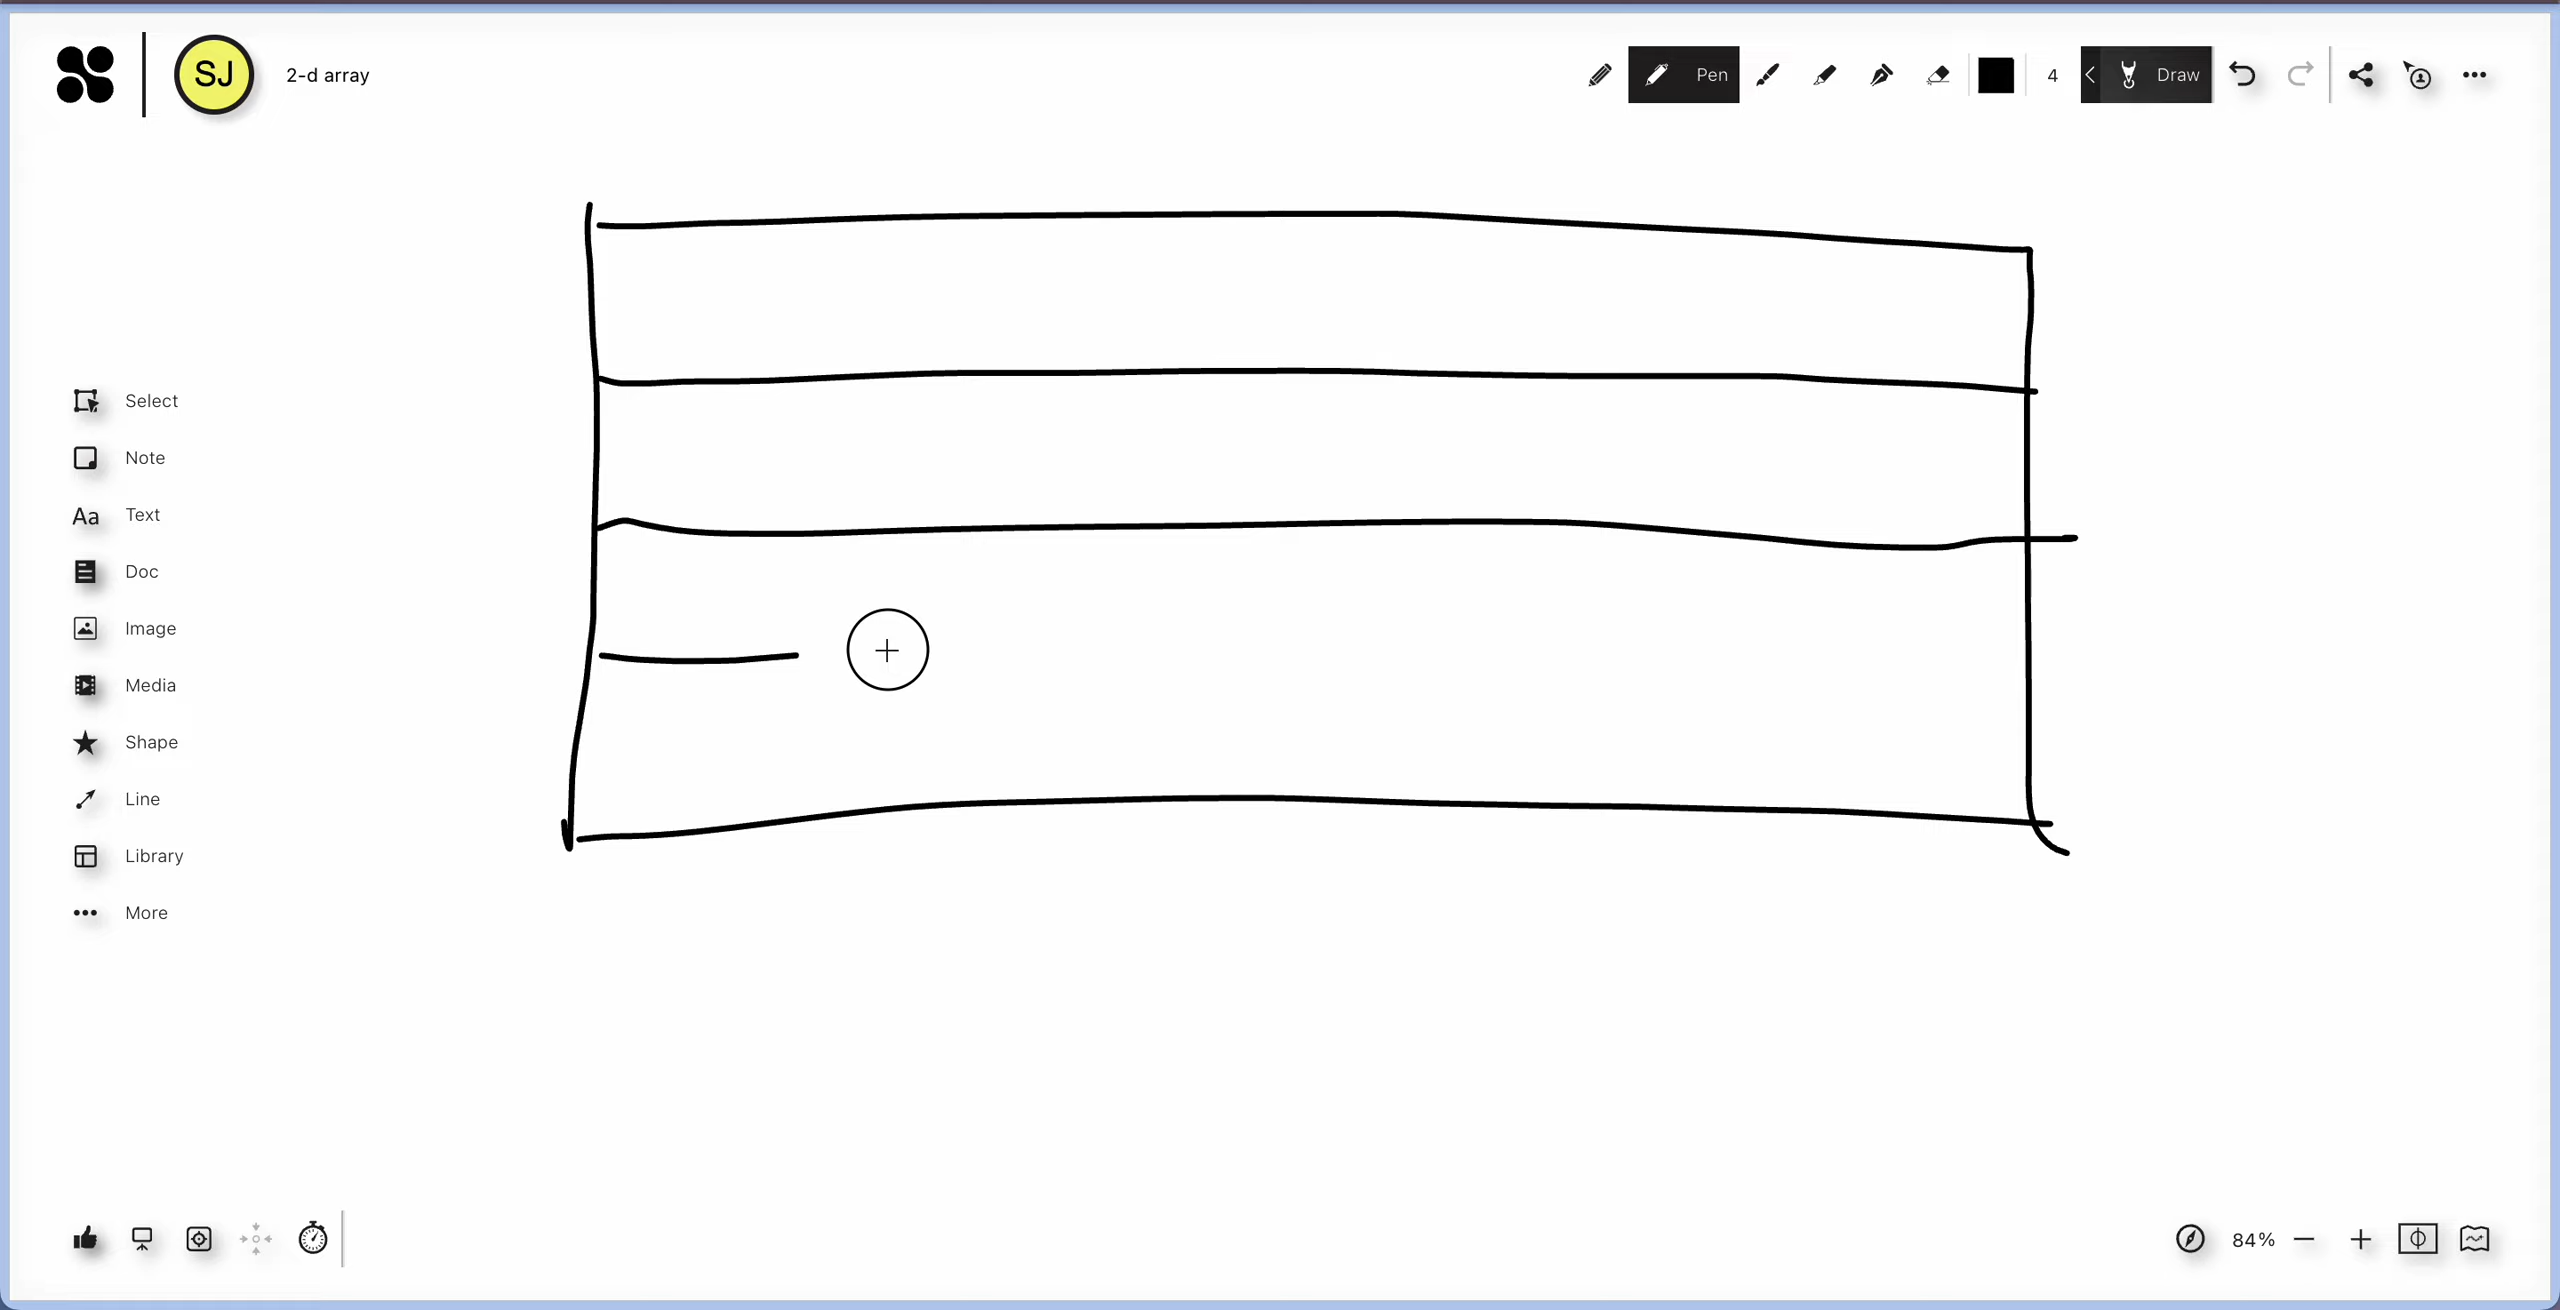 SJ
2-d array
Pen
4
Draw
Select
Note
Aa Text
Doc
Image
Media
Shape
Line
Library
More
84%